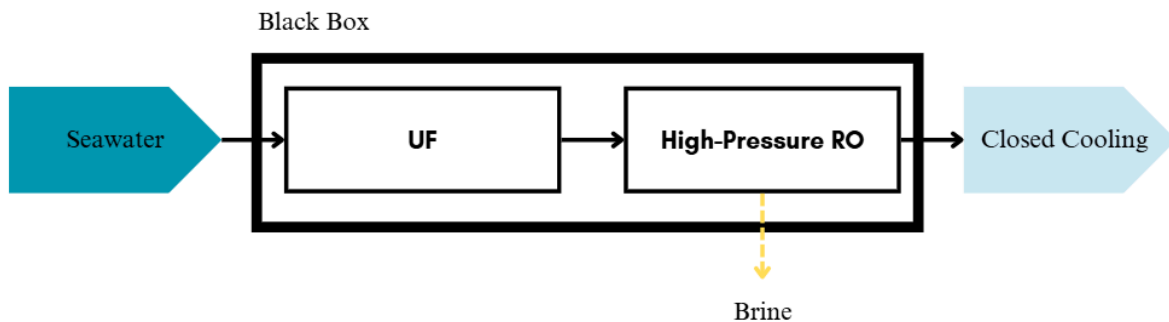 Black Box
Seawater
UF
High-Pressure RO
Closed Cooling
Brine